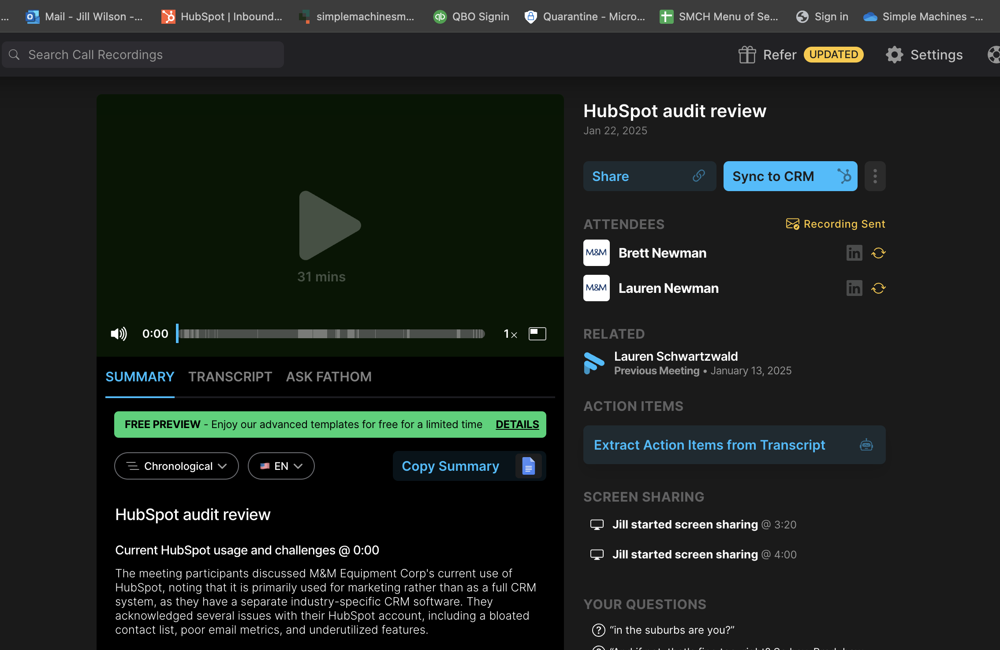 ...
Mail - Jill Wilson -...
HubSpot | Inbound...
simplemachinesm...
qb
QBO Signin
Quarantine - Micro...
SMCH Menu of Se...
Sign in
Simple Machines -...
Search Call Recordings
Refer
UPDATED
Settings
31 mins
0:00
1×
SUMMARY
TRANSCRIPT
ASK FATHOM
FREE PREVIEW - Enjoy our advanced templates for free for a limited time
DETAILS
Chronological
EN
Copy Summary
HubSpot audit review
Current HubSpot usage and challenges @ 0:00
The meeting participants discussed M&M Equipment Corp's current use of
HubSpot, noting that it is primarily used for marketing rather than as a full CRM
system, as they have a separate industry-specific CRM software. They
acknowledged several issues with their HubSpot account, including a bloated
contact list, poor email metrics, and underutilized features.
HubSpot audit review
Jan 22, 2025
Share
Sync to CRM
ATTENDEES
Recording Sent
M&M
Brett Newman
in
M&M
Lauren Newman
in
RELATED
Lauren Schwartzwald
Previous Meeting • January 13, 2025
ACTION ITEMS
Extract Action Items from Transcript
SCREEN SHARING
Jill started screen sharing @ 3:20
Jill started screen sharing @ 4:00
YOUR QUESTIONS
“in the suburbs are you?”